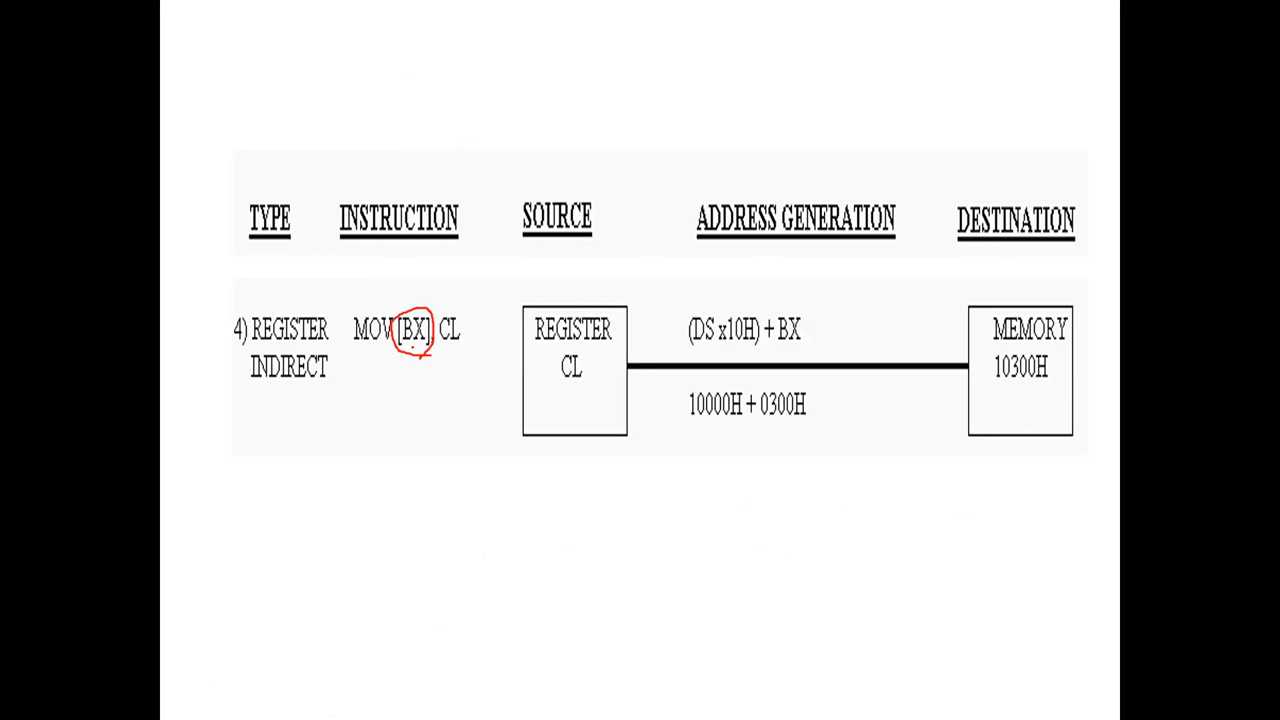 TYPE INSTRUCTION SOURCE ADDRESS GENERATION DESTINATION
4) REGISTER MOV [BX], CL REGISTER (DS x10H) + BX MEMORY
INDIRECT CL 10300H
10000H + 0300H